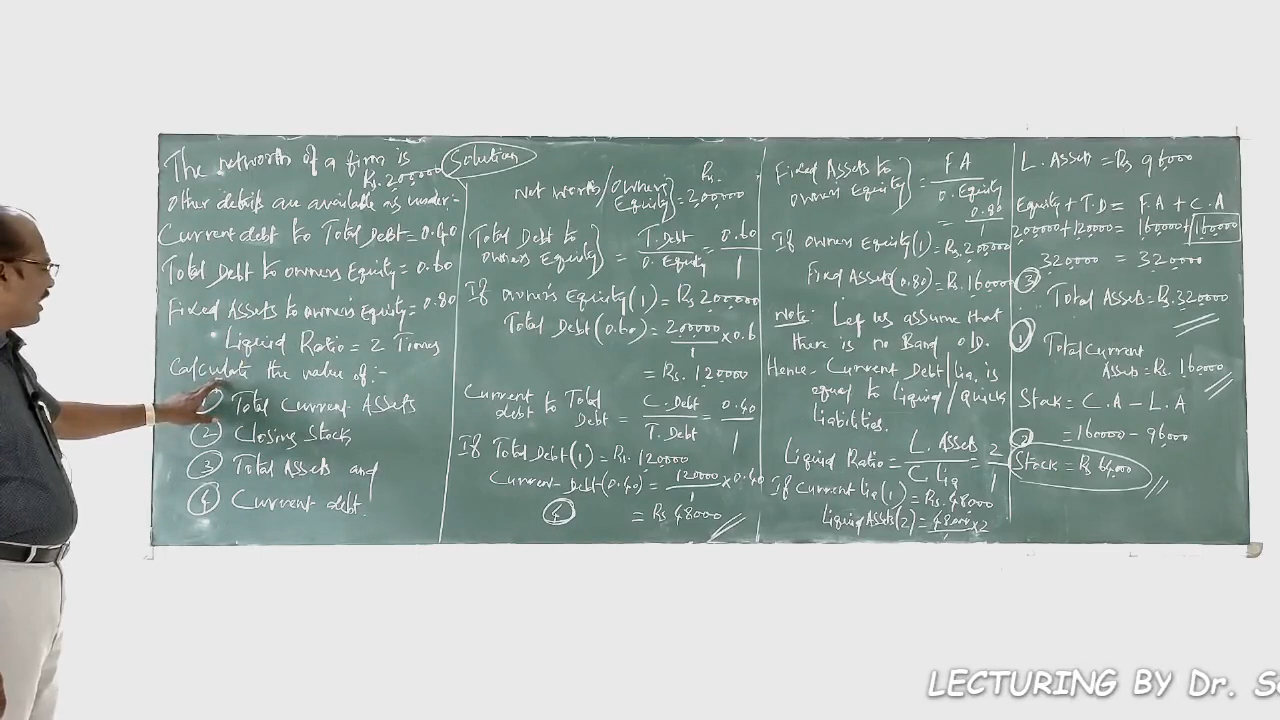 The networth of a firm is
Rs. 200000
other details are available as under:-
Current debt to Total Debt = 0.40
Total Debt to owners Equity = 0.60
Fixed Assets to owners Equity = 0.80
Liquid Ratio = 2 Times
Calculate the value of:-
① Total Current Assets
② Closing Stock
③ Total Assets and
④ Current debt.
Solution
Net worth/owners Equity} = Rs. 200000
Total Debt to owners Equity} = T. Debt / O. Equity = 0.60 / 1
If owners Equity (1) = Rs 200000
Total Debt (0.60) = 200000 / 1 x 0.6
= Rs. 120000
Current debt to Total Debt = C. Debt / T. Debt = 0.40 / 1
If Total Debt (1) = Rs. 120000
Current Debt (0.40) = 120000 / 1 x 0.40
④ = Rs 48000
Fixed Assets to owners Equity} = FA / O. Equity
= 0.80 / 1
If owners Equity (1) = Rs. 200000
Fixed Assets (0.80) = Rs. 160000
Note: Let us assume that
there is no Bank OD.
Hence Current Debt/lia. is
equal to liquid/quick
liabilities.
Liquid Ratio = L. Assets / C Liq = 2 / 1
If Current Liq (1) = Rs. 48000
Liquid Assets (2) = 48000 x 2 / 1
L. Assets = Rs 96000
Equity + T.D = F.A + C.A
200000 + 120000 = 160000 + 160000
320000 = 320000
③
Total Assets = Rs. 320000
①
Total Current
Assets = Rs. 160000
Stock = C.A - L.A
② = 160000 - 96000
Stock = Rs 64000
LECTURING BY Dr. S